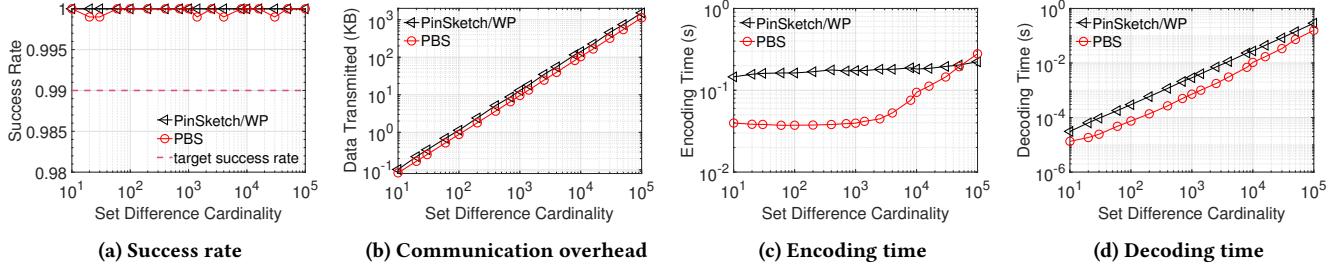 1
0.995
0.99
0.985
0.98
Success Rate
PinSketch/WP
PBS
target success rate
10^1 10^2 10^3 10^4 10^5
Set Difference Cardinality
(a) Success rate
10^3
10^2
10^1
10^0
10^-1
Data Transmitted (KB)
PinSketch/WP
PBS
10^1 10^2 10^3 10^4 10^5
Set Difference Cardinality
(b) Communication overhead
10^0
10^-1
10^-2
Encoding Time (s)
PinSketch/WP
PBS
10^1 10^2 10^3 10^4 10^5
Set Difference Cardinality
(c) Encoding time
10^0
10^-2
10^-4
10^-6
Decoding Time (s)
PinSketch/WP
PBS
10^1 10^2 10^3 10^4 10^5
Set Difference Cardinality
(d) Decoding time